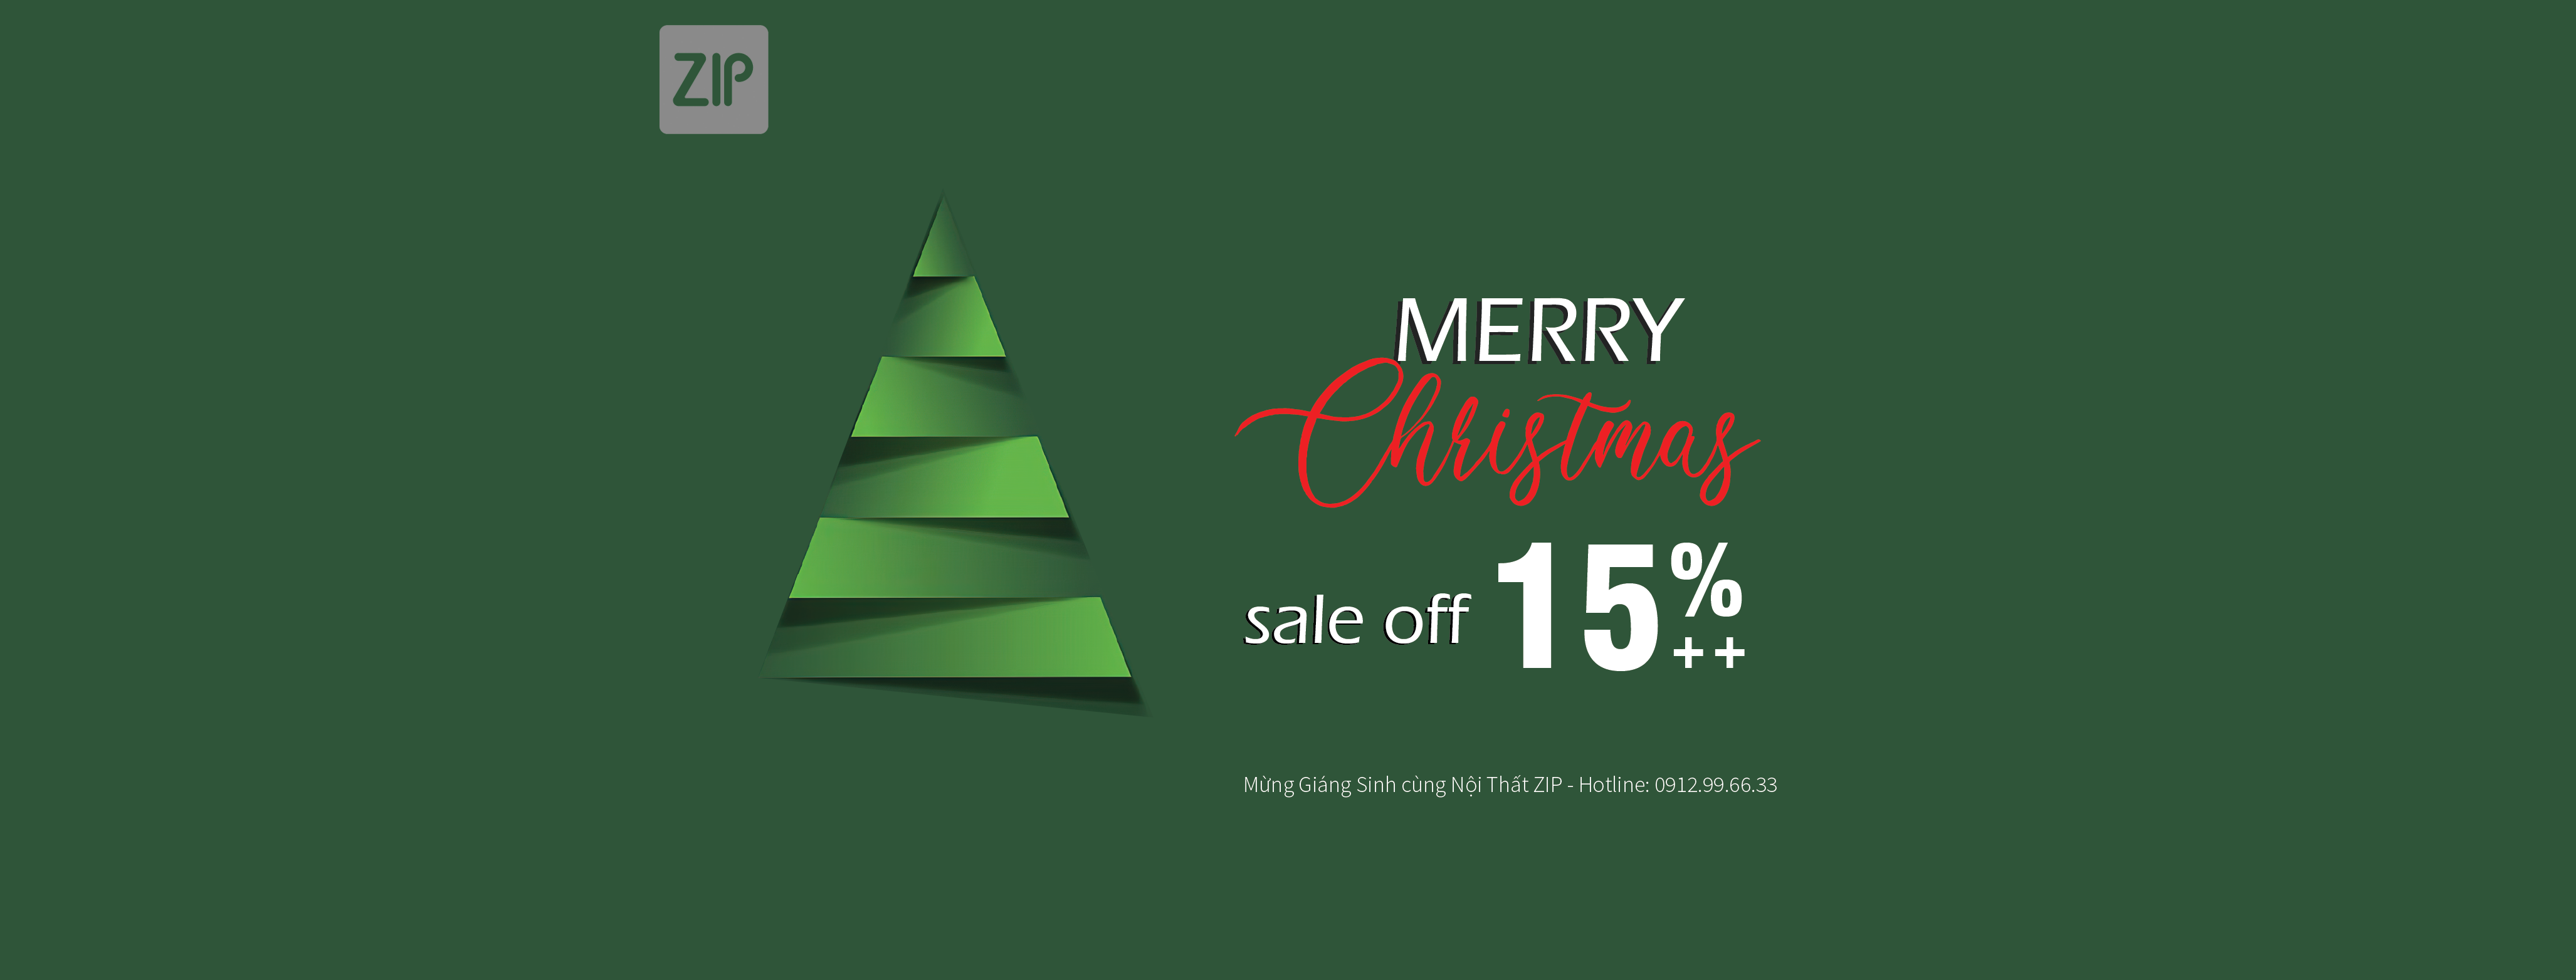 ZIP
MERRY
Christmas
sale off 15%
++
Mừng Giáng Sinh cùng Nội Thất ZIP - Hotline: 0912.99.66.33